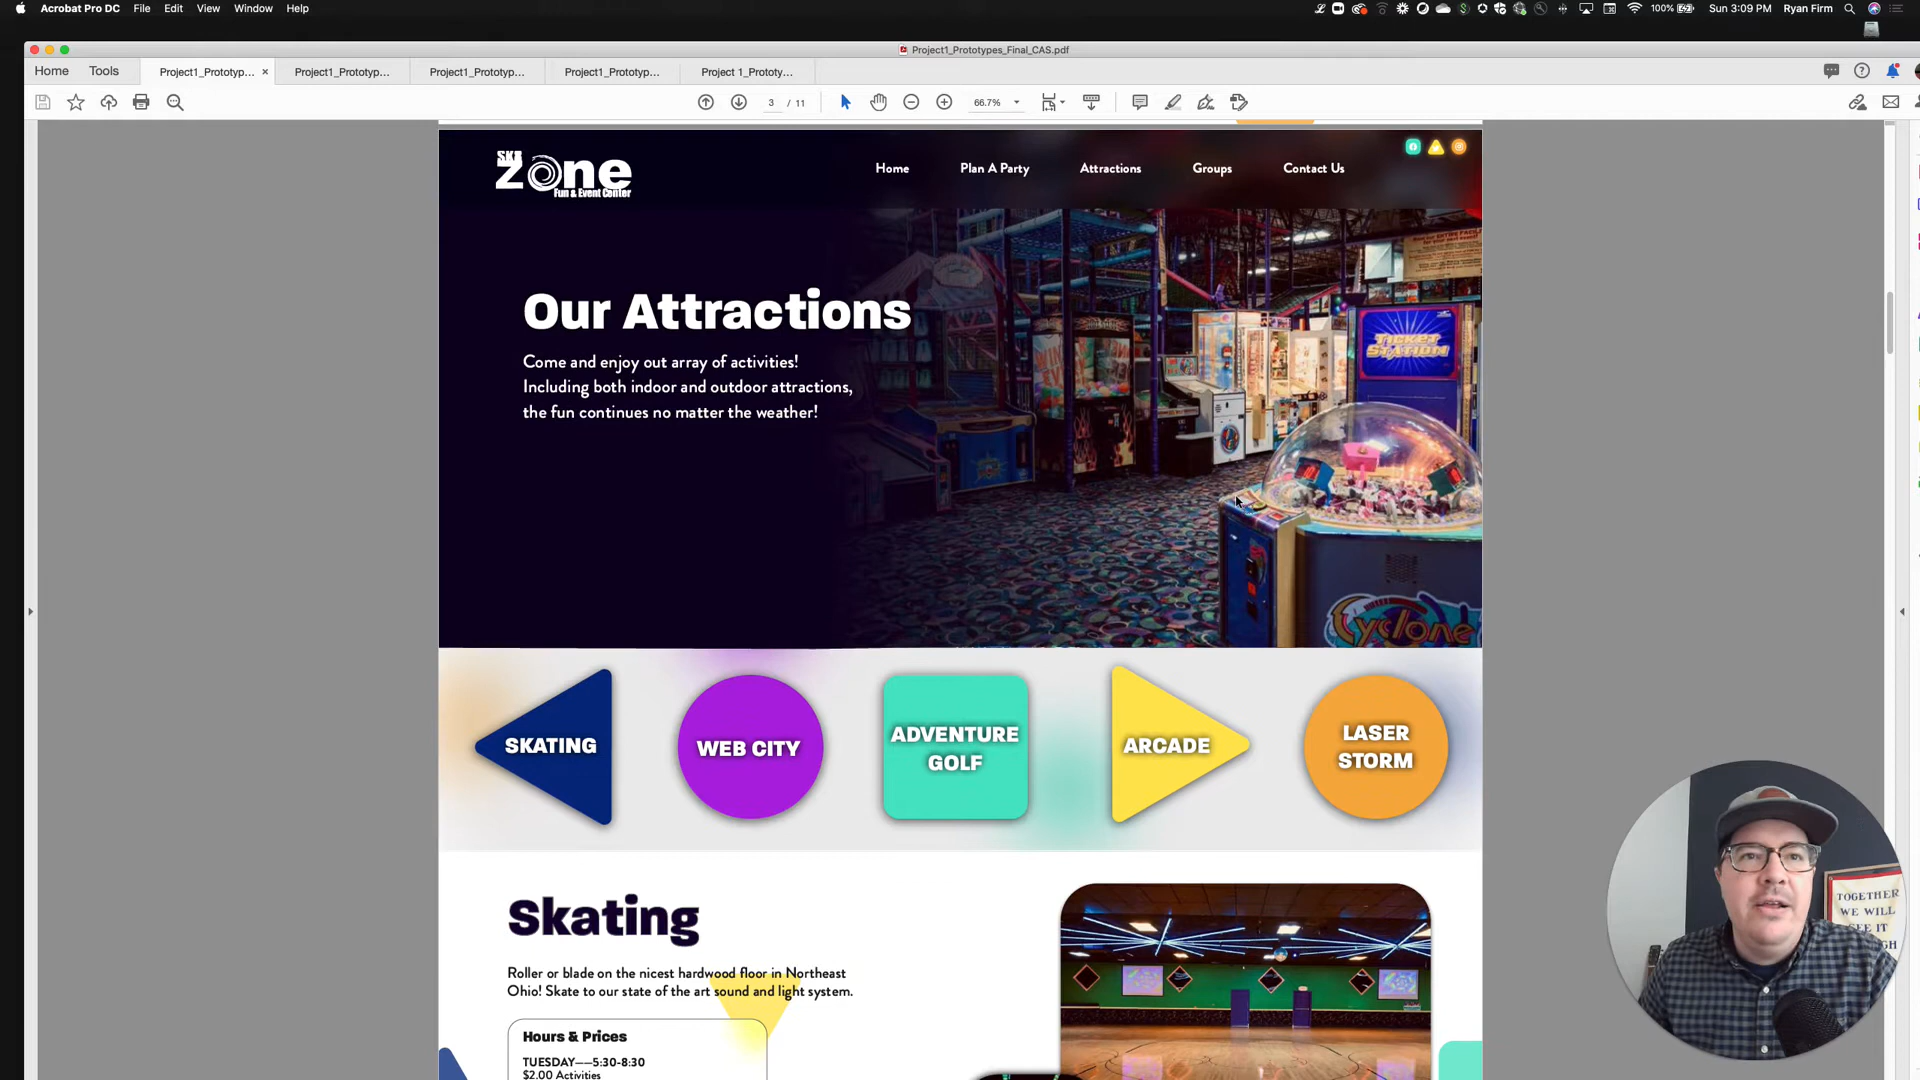 Acrobat Pro DC File Edit View Window Help
100% Sun 3:09 PM Ryan Firm
Project1_Prototypes_Final_CAS.pdf
Home Tools Project1_Prototyp... × Project1_Prototyp... Project1_Prototyp... Project1_Prototyp... Project 1_Prototy...
3 / 11 66.7%
SK8
Zone
Fun & Event Center
Home Plan A Party Attractions Groups Contact Us
Our Attractions
Come and enjoy out array of activities!
Including both indoor and outdoor attractions,
the fun continues no matter the weather!
TICKET
STATION
Cyclone
SKATING
WEB CITY
ADVENTURE
GOLF
ARCADE
LASER
STORM
Skating
Roller or blade on the nicest hardwood floor in Northeast
Ohio! Skate to our state of the art sound and light system.
Hours & Prices
TUESDAY——5:30-8:30
$2.00 Activities
TOGETHER
WE WILL
SEE IT